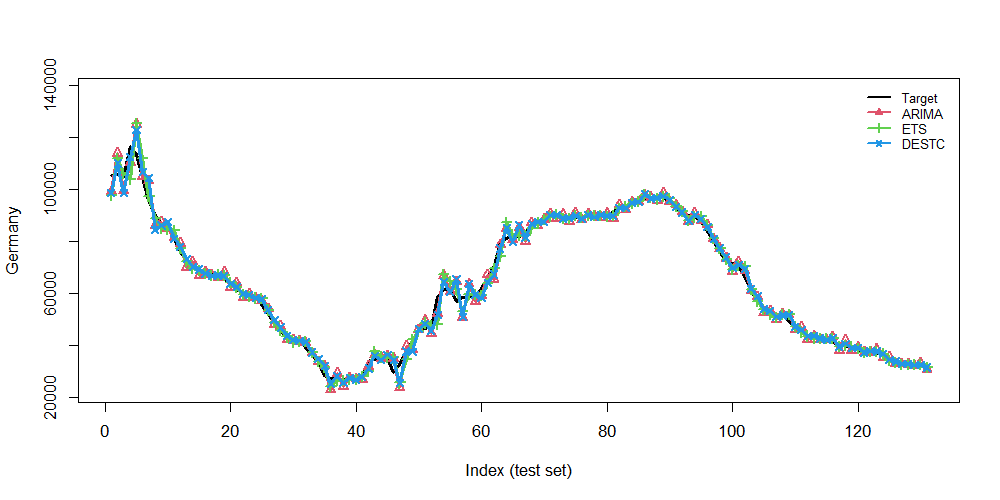 Germany
20000
60000
100000
140000
Target
ARIMA
ETS
DESTC
0 20 40 60 80 100 120
Index (test set)